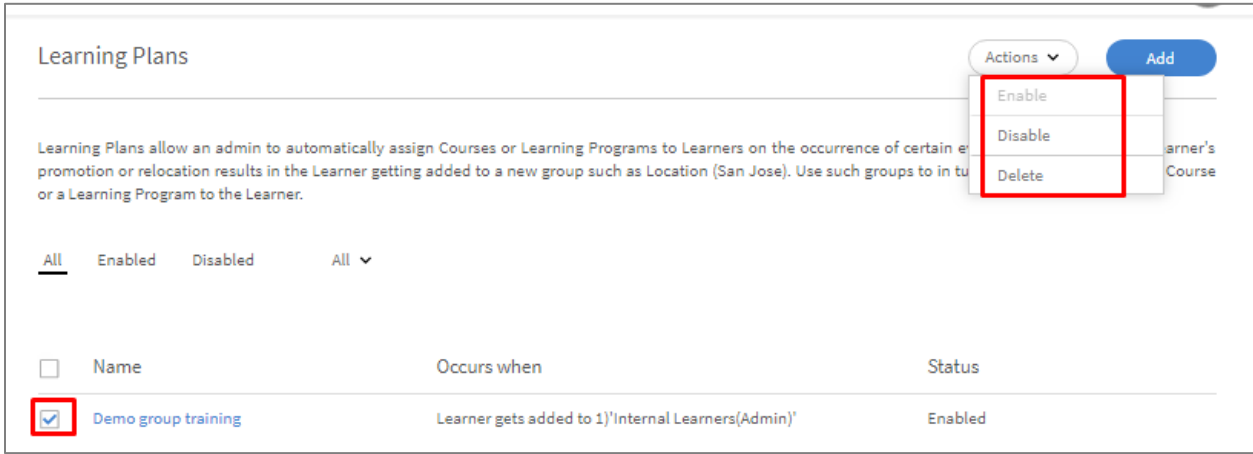 Learning Plans
Actions
Add
Enable
Disable
Delete
Learning Plans allow an admin to automatically assign Courses or Learning Programs to Learners on the occurrence of certain e arner's
promotion or relocation results in the Learner getting added to a new group such as Location (San Jose). Use such groups to in tu Course
or a Learning Program to the Learner.
All Enabled Disabled All
Name Occurs when Status
Demo group training Learner gets added to 1)'Internal Learners(Admin)' Enabled